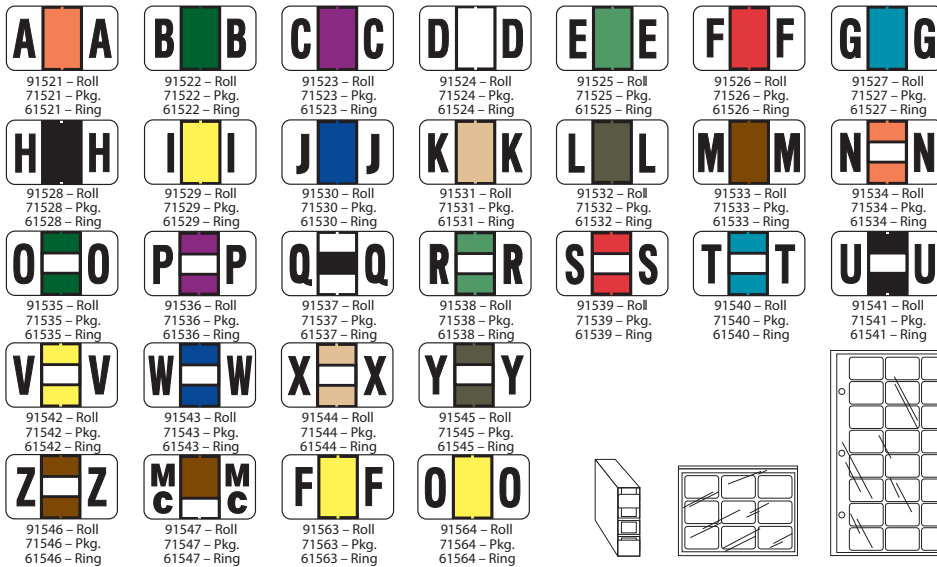 A A B B C C D D E E F F G G
91521 – Roll 91522 – Roll 91523 – Roll 91524 – Roll 91525 – Roll 91526 – Roll 91527 – Roll
71521 – Pkg. 71522 – Pkg. 71523 – Pkg. 71524 – Pkg. 71525 – Pkg. 71526 – Pkg. 71527 – Pkg.
61521 – Ring 61522 – Ring 61523 – Ring 61524 – Ring 61525 – Ring 61526 – Ring 61527 – Ring
H H I I J J K K L L M M N N
91528 – Roll 91529 – Roll 91530 – Roll 91531 – Roll 91532 – Roll 91533 – Roll 91534 – Roll
71528 – Pkg. 71529 – Pkg. 71530 – Pkg. 71531 – Pkg. 71532 – Pkg. 71533 – Pkg. 71534 – Pkg.
61528 – Ring 61529 – Ring 61530 – Ring 61531 – Ring 61532 – Ring 61533 – Ring 61534 – Ring
O O P P Q Q R R S S T T U U
91535 – Roll 91536 – Roll 91537 – Roll 91538 – Roll 91539 – Roll 91540 – Roll 91541 – Roll
71535 – Pkg. 71536 – Pkg. 71537 – Pkg. 71538 – Pkg. 71539 – Pkg. 71540 – Pkg. 71541 – Pkg.
61535 – Ring 61536 – Ring 61537 – Ring 61538 – Ring 61539 – Ring 61540 – Ring 61541 – Ring
V V W W X X Y Y
91542 – Roll 91543 – Roll 91544 – Roll 91545 – Roll
71542 – Pkg. 71543 – Pkg. 71544 – Pkg. 71545 – Pkg.
61542 – Ring 61543 – Ring 61544 – Ring 61545 – Ring
Z Z M M F F O O
C C
91546 – Roll 91547 – Roll 91563 – Roll 91564 – Roll
71546 – Pkg. 71547 – Pkg. 71563 – Pkg. 71564 – Pkg.
61546 – Ring 61547 – Ring 61563 – Ring 61564 – Ring